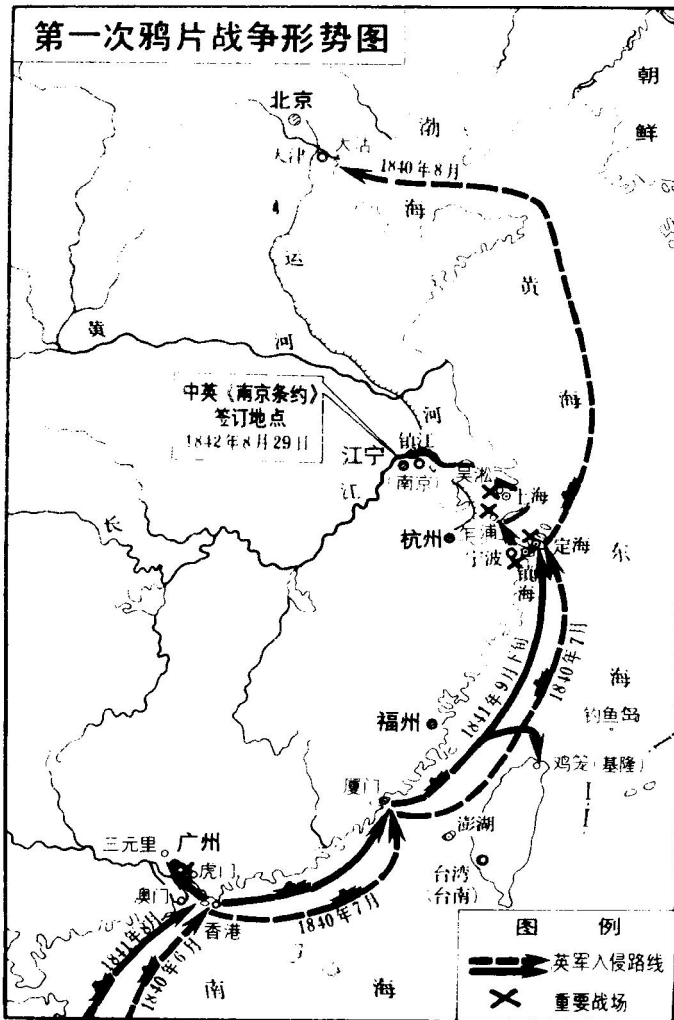 第一次鸦片战争形势图
朝
鲜
北京
渤
大沽
天津
1840年8月
海
运
黄
黄
河
海
中英《南京条约》
签订地点
1842年8月29日
河
镇江
江宁
(南京)
吴淞
上海
江
长
杭州
乍浦
定海
东
宁波
镇
海
1841年9月下旬
1840年7月
海
钓鱼岛
福州
鸡笼(基隆)
厦门
澎湖
三元里
广州
虎门
台湾
(台南)
澳门
香港
1840年7月
1841年8月
1840年6月
南
海
图 例
英军入侵路线
重要战场